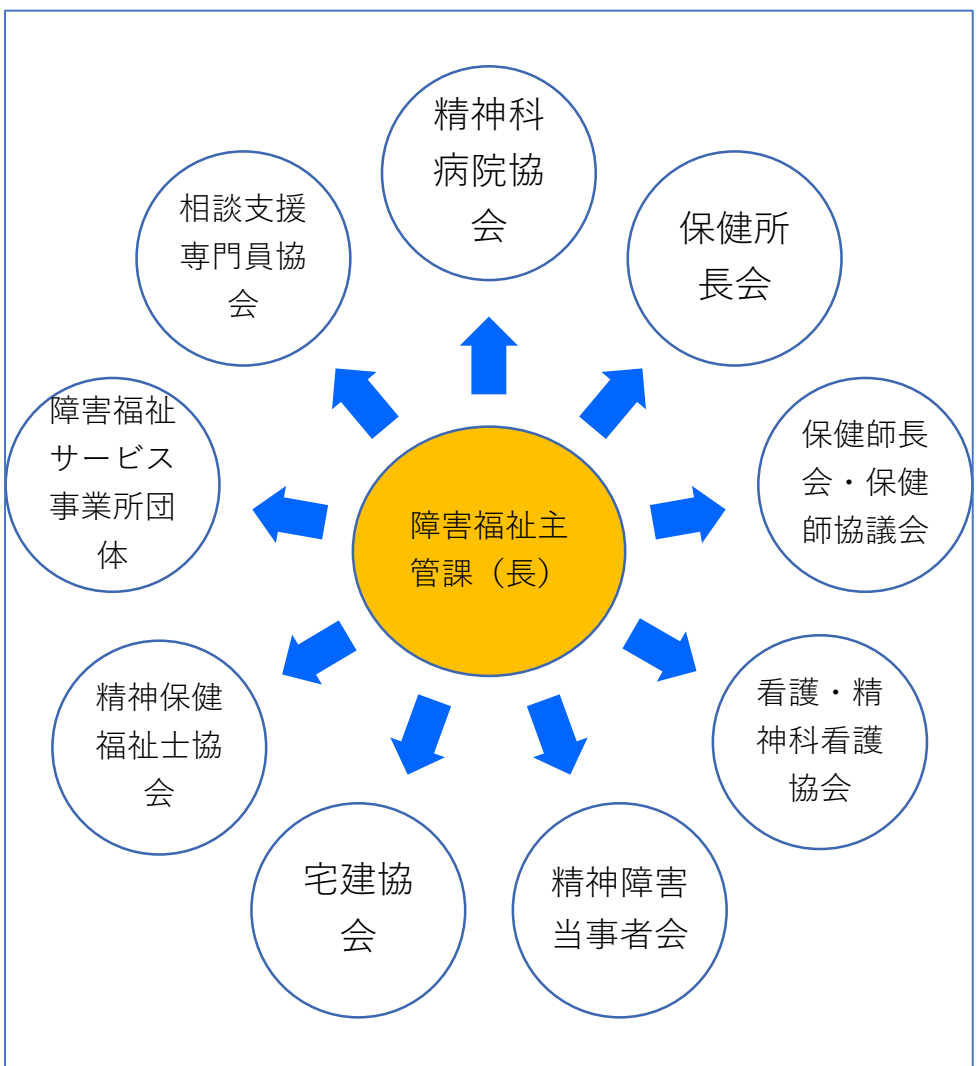 精神科
病院協
会
保健所
長会
保健師長
会・保健
師協議会
看護・精
神科看護
協会
精神障害
当事者会
宅建協
会
精神保健
福祉士協
会
障害福祉
サービス
事業所団
体
相談支援
専門員協
会
障害福祉主
管課（長）